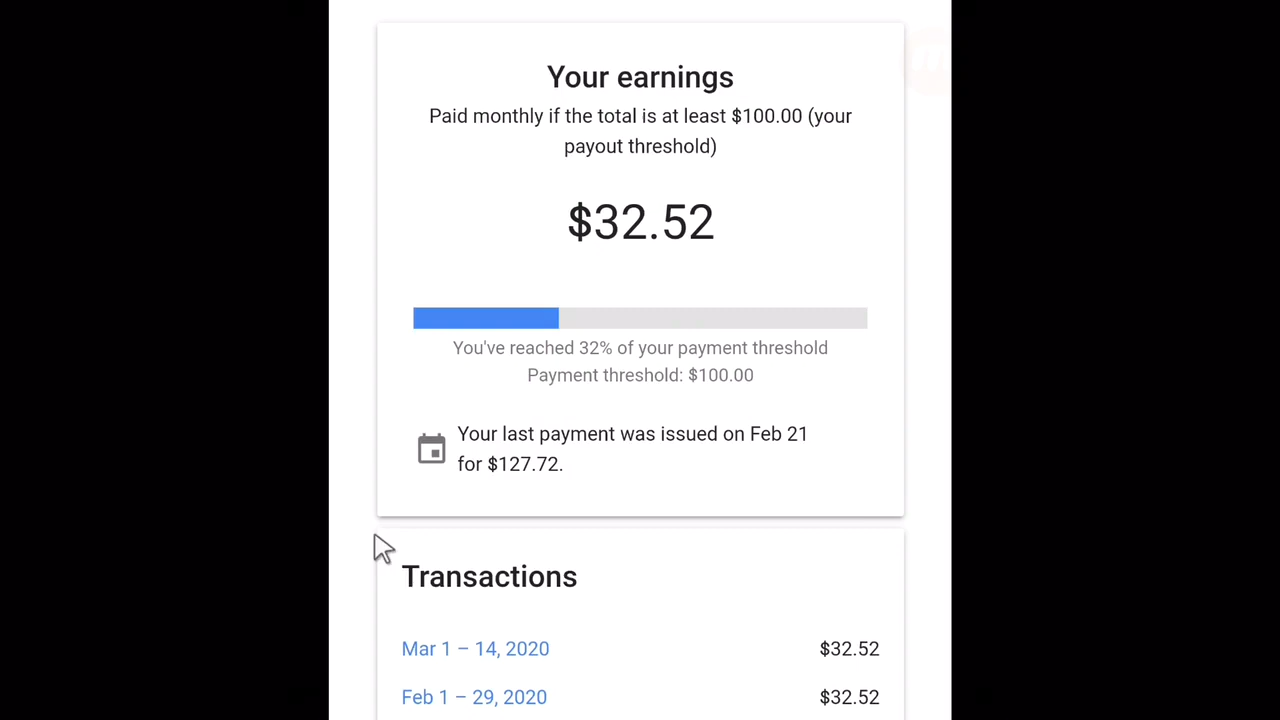 Your earnings
Paid monthly if the total is at least $100.00 (your
payout threshold)
$32.52
You've reached 32% of your payment threshold
Payment threshold: $100.00
Your last payment was issued on Feb 21
for $127.72.
Transactions
Mar 1 – 14, 2020 $32.52
Feb 1 – 29, 2020 $32.52